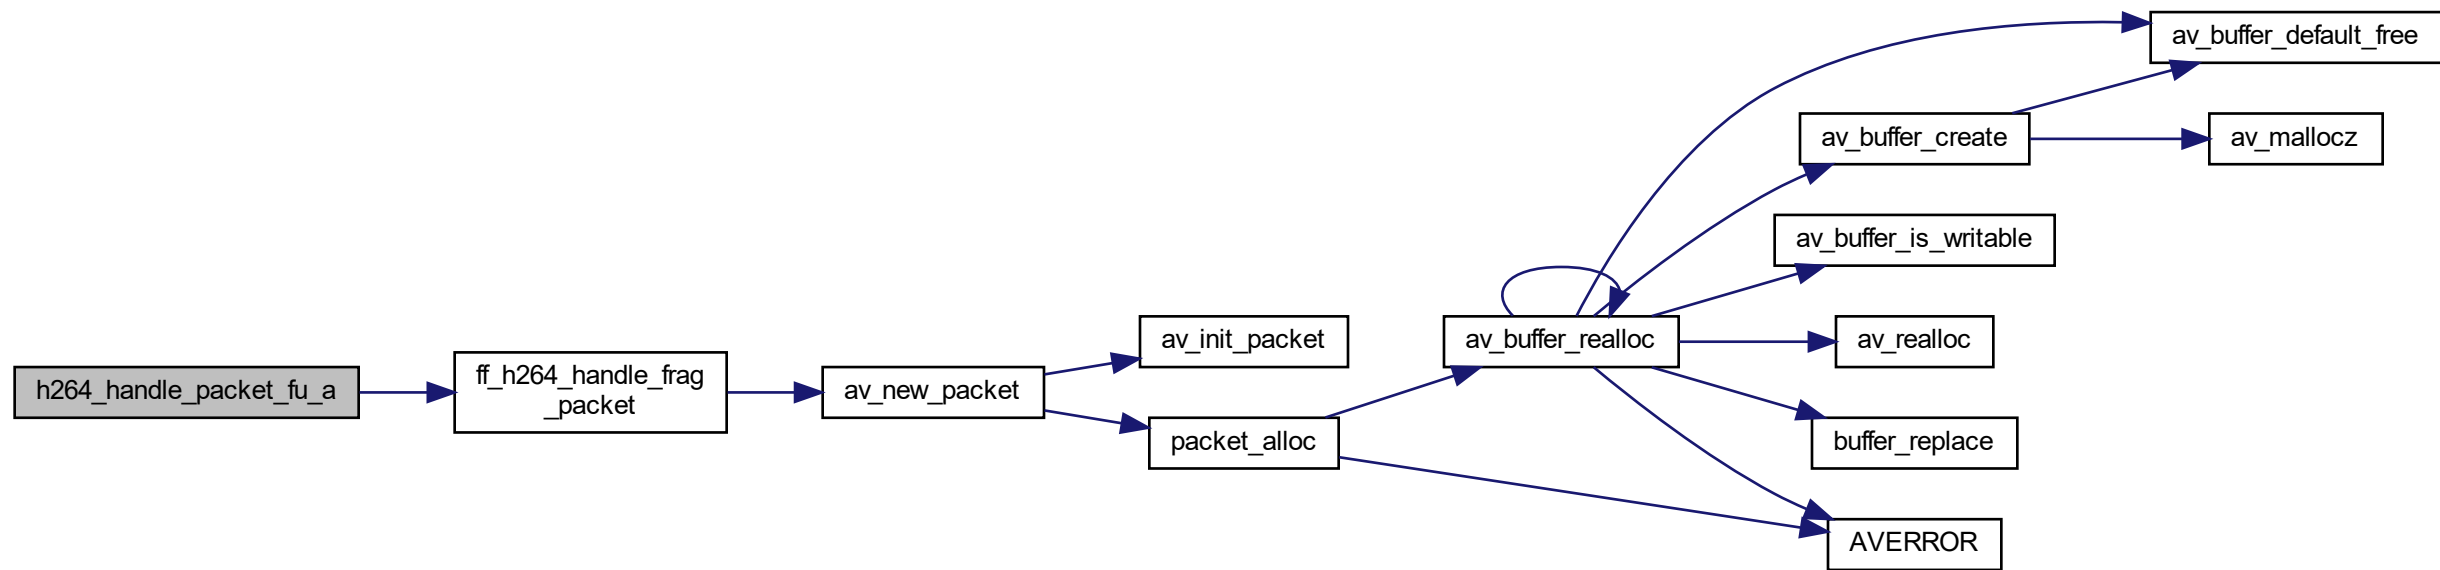 h264_handle_packet_fu_a
ff_h264_handle_frag
_packet
av_new_packet
av_init_packet
packet_alloc
av_buffer_realloc
av_buffer_default_free
av_buffer_create
av_mallocz
av_buffer_is_writable
av_realloc
buffer_replace
AVERROR